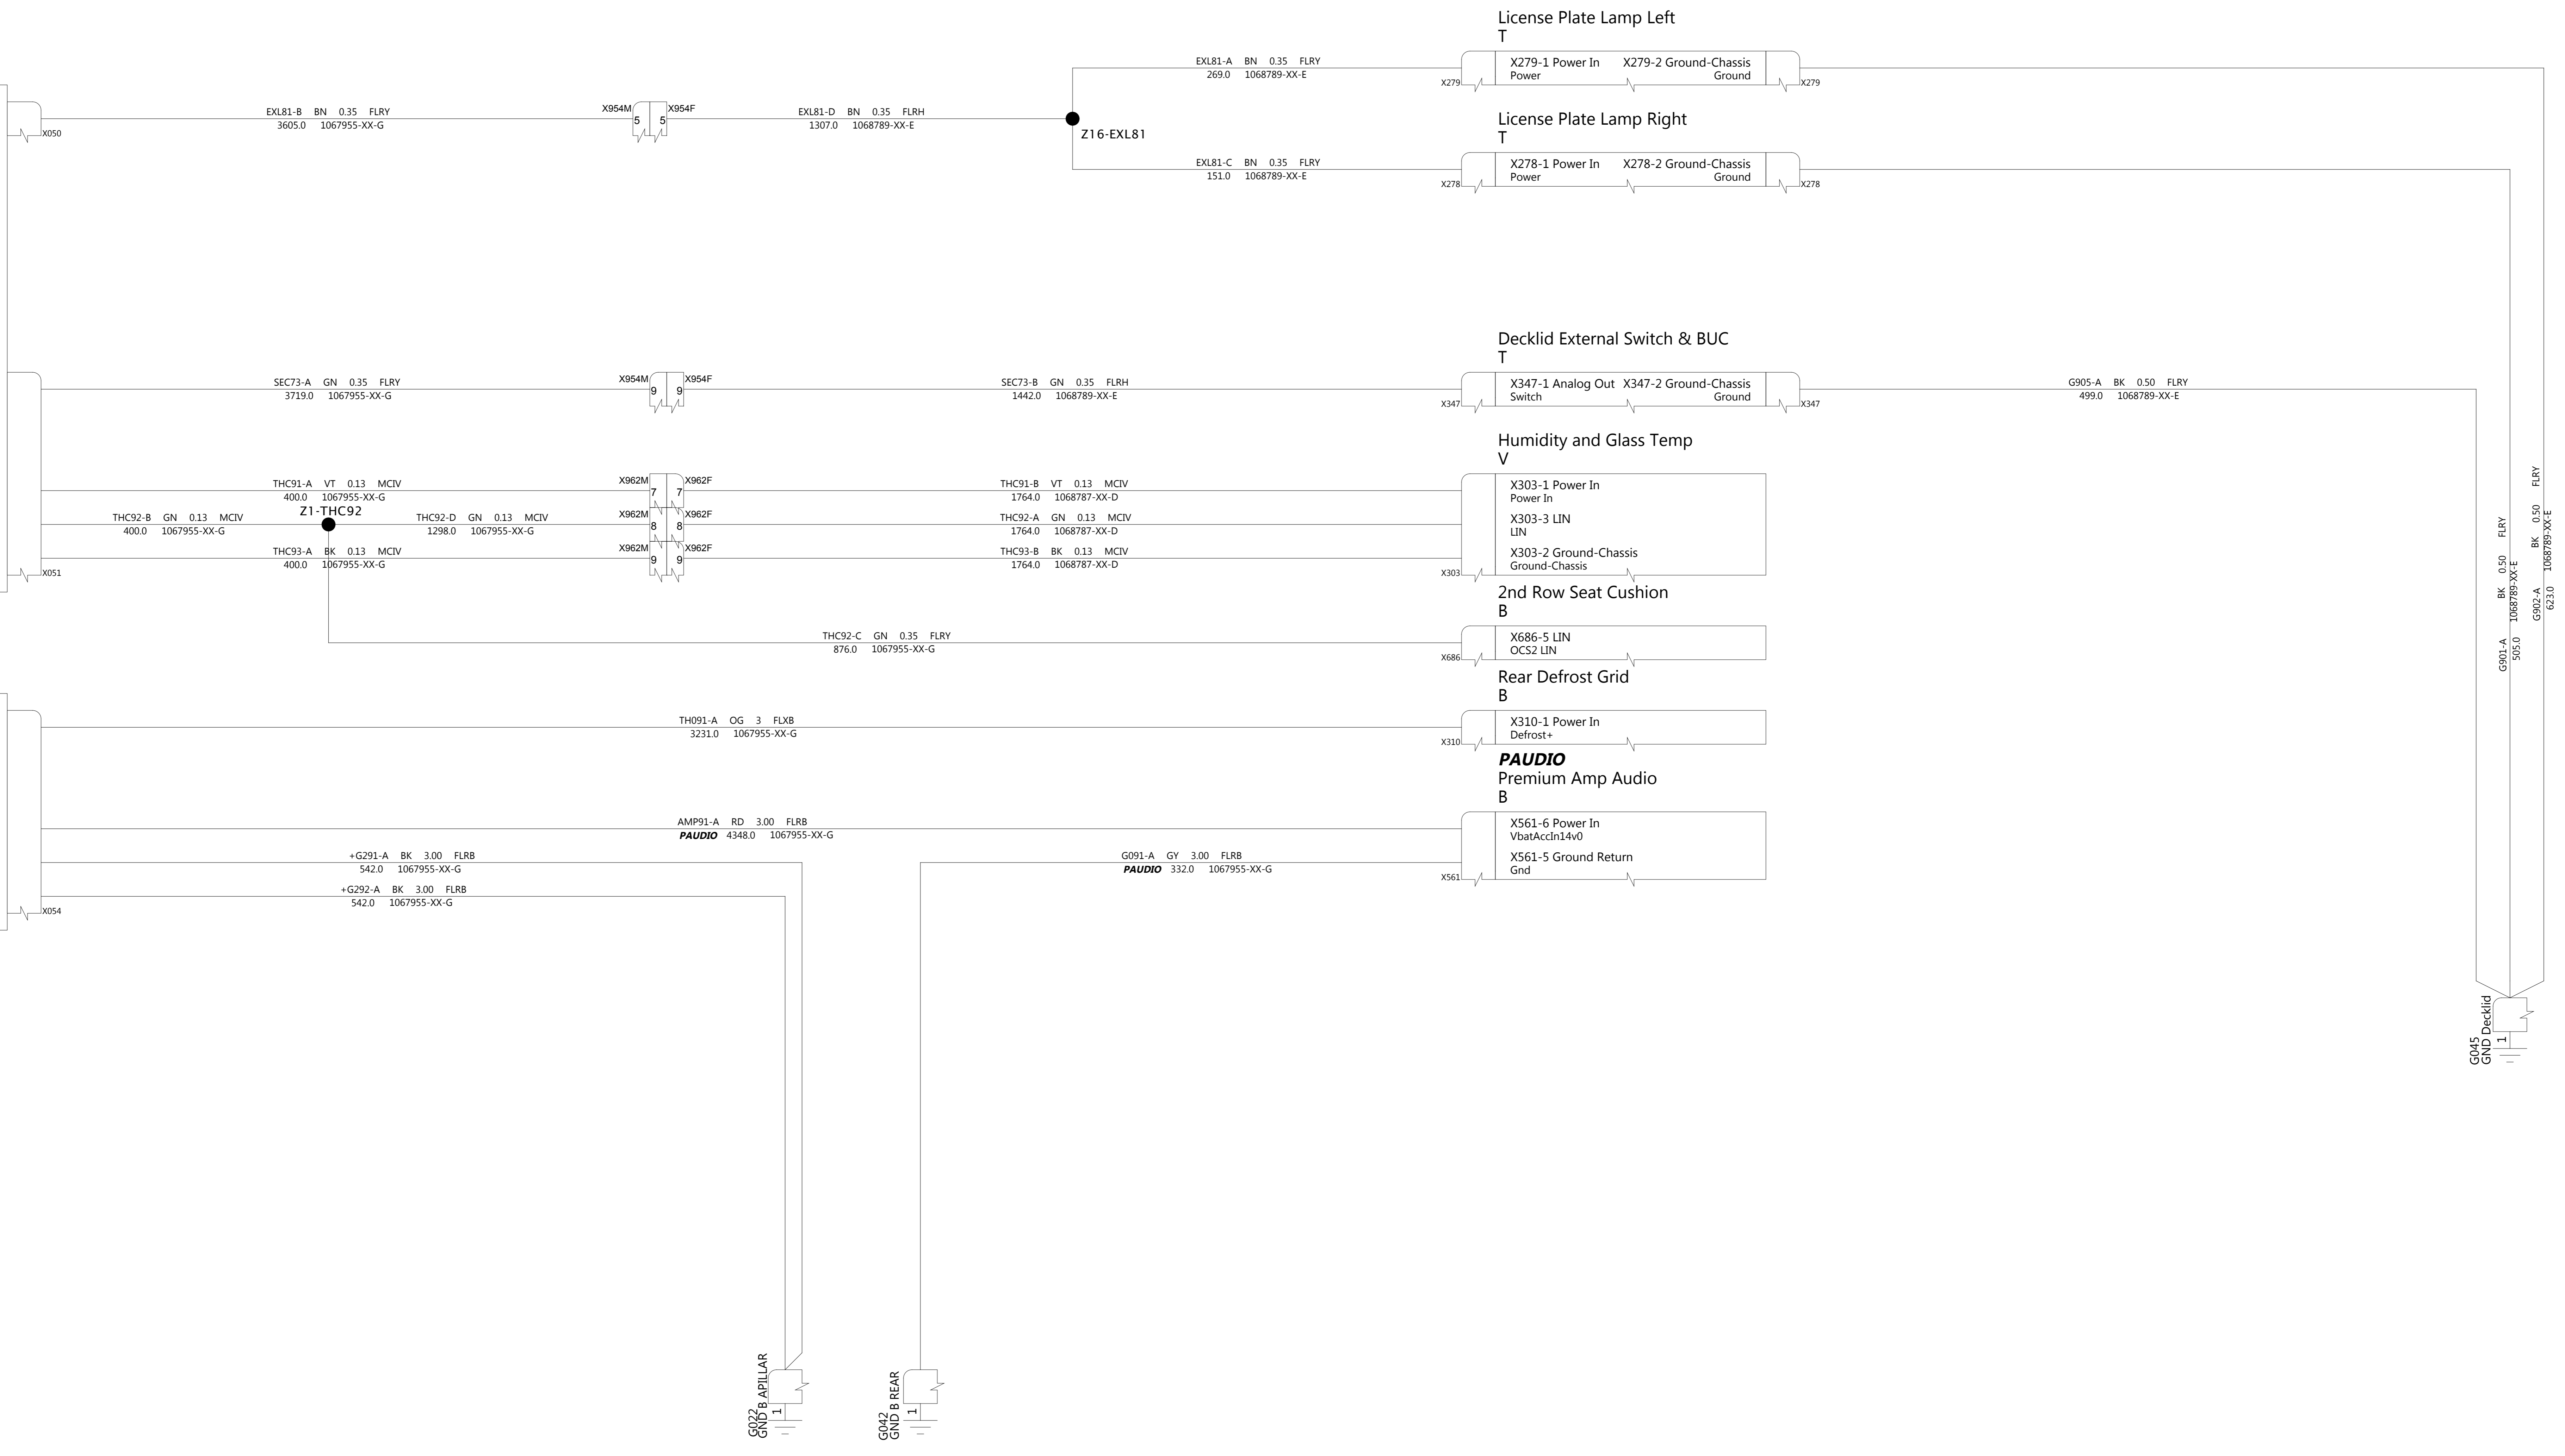 License Plate Lamp Left
T
EXL81-A BN 0.35 FLRY
269.0 1068789-XX-E
X279-1 Power In X279-2 Ground-Chassis
Power Ground
X279 X279
EXL81-B BN 0.35 FLRY
3605.0 1067955-XX-G
X050
X954M X954F
5 5
EXL81-D BN 0.35 FLRH
1307.0 1068789-XX-E
Z16-EXL81
License Plate Lamp Right
T
EXL81-C BN 0.35 FLRY
151.0 1068789-XX-E
X278-1 Power In X278-2 Ground-Chassis
Power Ground
X278 X278
Decklid External Switch & BUC
T
SEC73-A GN 0.35 FLRY
3719.0 1067955-XX-G
X954M X954F
9 9
SEC73-B GN 0.35 FLRH
1442.0 1068789-XX-E
X347-1 Analog Out X347-2 Ground-Chassis
Switch Ground
X347 X347
G905-A BK 0.50 FLRY
499.0 1068789-XX-E
Humidity and Glass Temp
V
THC91-A VT 0.13 MCIV
400.0 1067955-XX-G
X962M X962F
7 7
THC91-B VT 0.13 MCIV
1764.0 1068787-XX-D
X303-1 Power In
Power In
Z1-THC92
THC92-B GN 0.13 MCIV
400.0 1067955-XX-G
THC92-D GN 0.13 MCIV
1298.0 1067955-XX-G
X962M X962F
8 8
THC92-A GN 0.13 MCIV
1764.0 1068787-XX-D
X303-3 LIN
LIN
THC93-A BK 0.13 MCIV
400.0 1067955-XX-G
X962M X962F
9 9
THC93-B BK 0.13 MCIV
1764.0 1068787-XX-D
X303-2 Ground-Chassis
Ground-Chassis
X051
X303
2nd Row Seat Cushion
B
THC92-C GN 0.35 FLRY
876.0 1067955-XX-G
X686-5 LIN
OCS2 LIN
X686
Rear Defrost Grid
B
TH091-A OG 3 FLXB
3231.0 1067955-XX-G
X310-1 Power In
Defrost+
X310
PAUDIO
Premium Amp Audio
B
AMP91-A RD 3.00 FLRB
PAUDIO 4348.0 1067955-XX-G
X561-6 Power In
VbatAccIn14v0
+G291-A BK 3.00 FLRB
542.0 1067955-XX-G
G091-A GY 3.00 FLRB
PAUDIO 332.0 1067955-XX-G
X561-5 Ground Return
Gnd
X561
+G292-A BK 3.00 FLRB
542.0 1067955-XX-G
X054
G901-A BK 0.50 FLRY
505.0 1068789-XX-E
G902-A BK 0.50 FLRY
623.0 1068789-XX-E
G045
GND Decklid
1
G022
GND B APILLAR
1
G042
GND B REAR
1